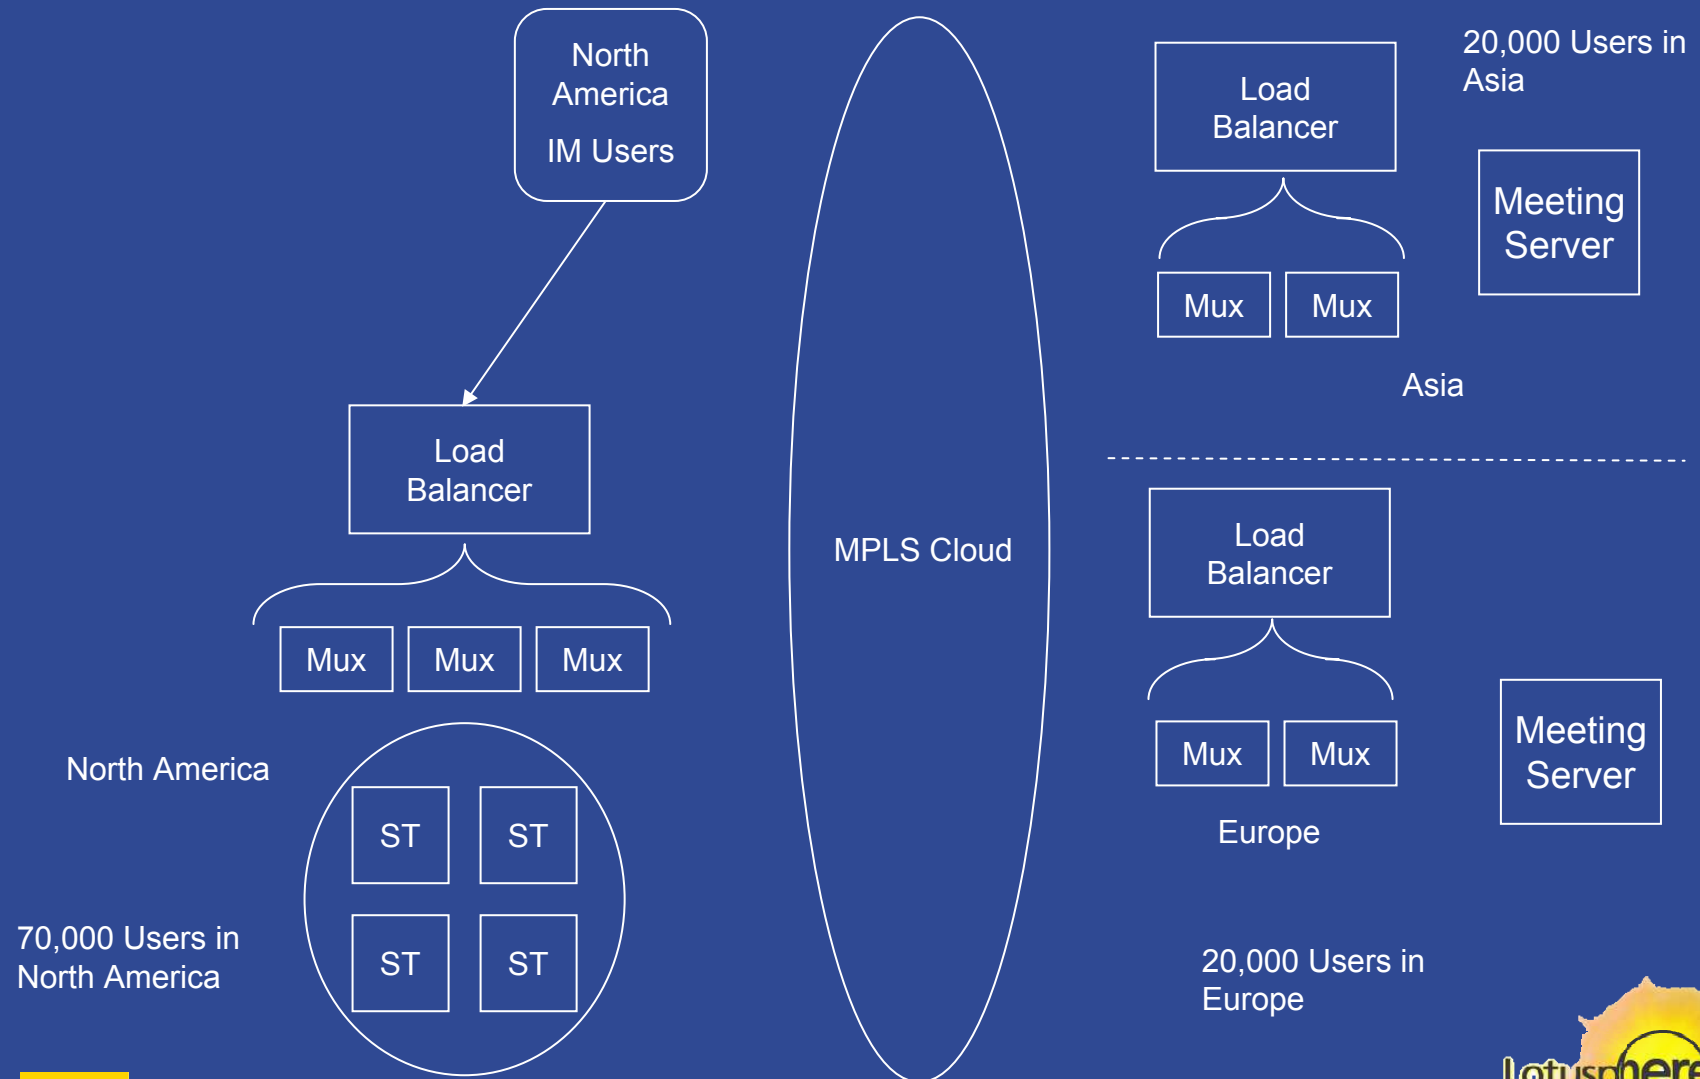 North
America
IM Users
Load
Balancer
Mux Mux Mux
North America
ST ST
ST ST
70,000 Users in
North America
MPLS Cloud
20,000 Users in
Asia
Load
Balancer
Meeting
Server
Mux Mux
Asia
Load
Balancer
Mux Mux
Meeting
Server
Europe
20,000 Users in
Europe
Lotusphere